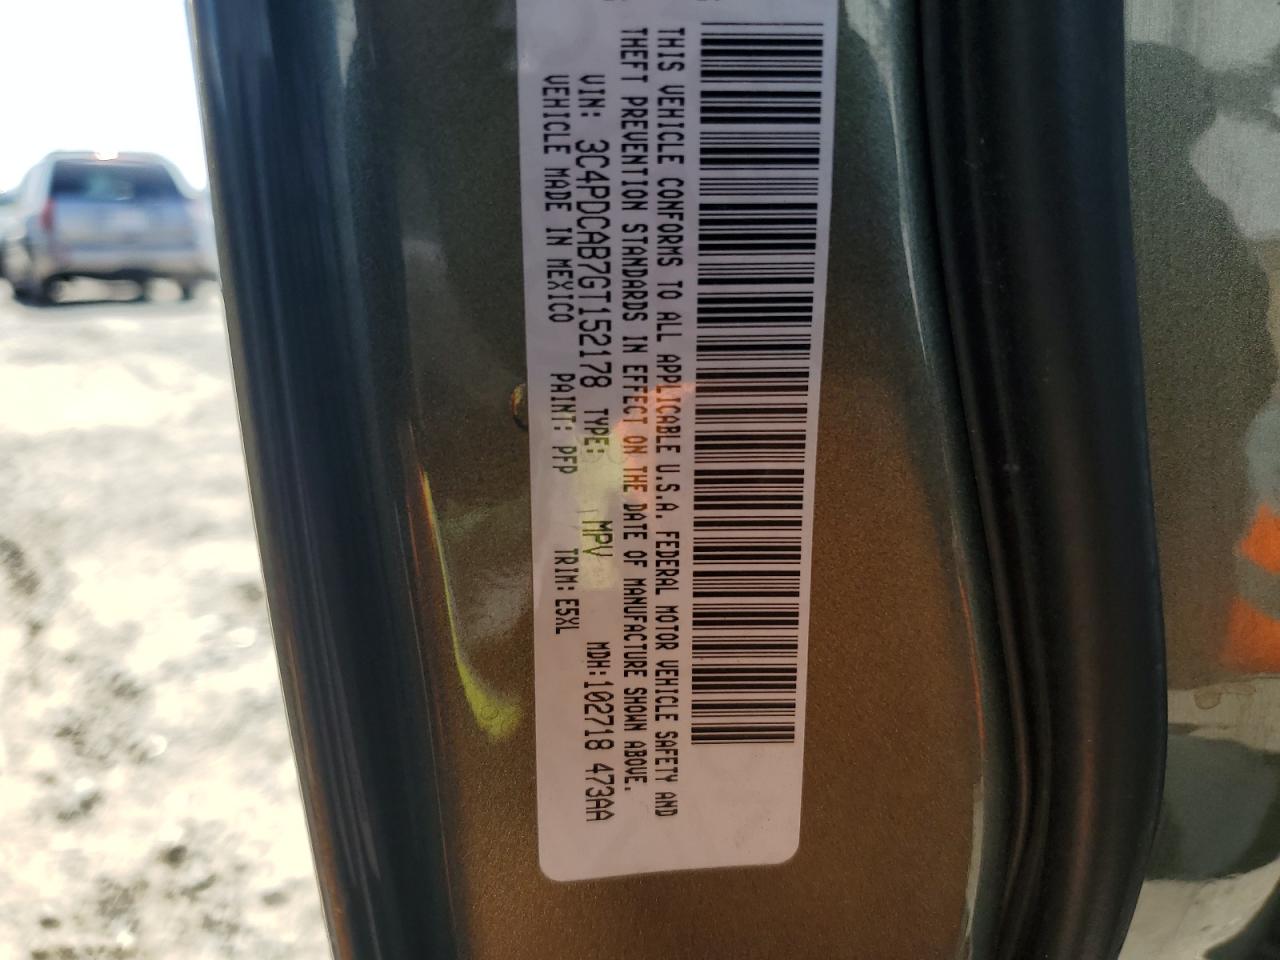 THIS VEHICLE CONFORMS TO ALL APPLICABLE U.S.A. FEDERAL MOTOR VEHICLE SAFETY AND
THEFT PREVENTION STANDARDS IN EFFECT ON THE DATE OF MANUFACTURE SHOWN ABOVE.
VIN: 3C4PDCAB7GT152178 TYPE: MPV MDH:102718 473AA
VEHICLE MADE IN MEXICO PAINT: PFP TRIM: E5XL